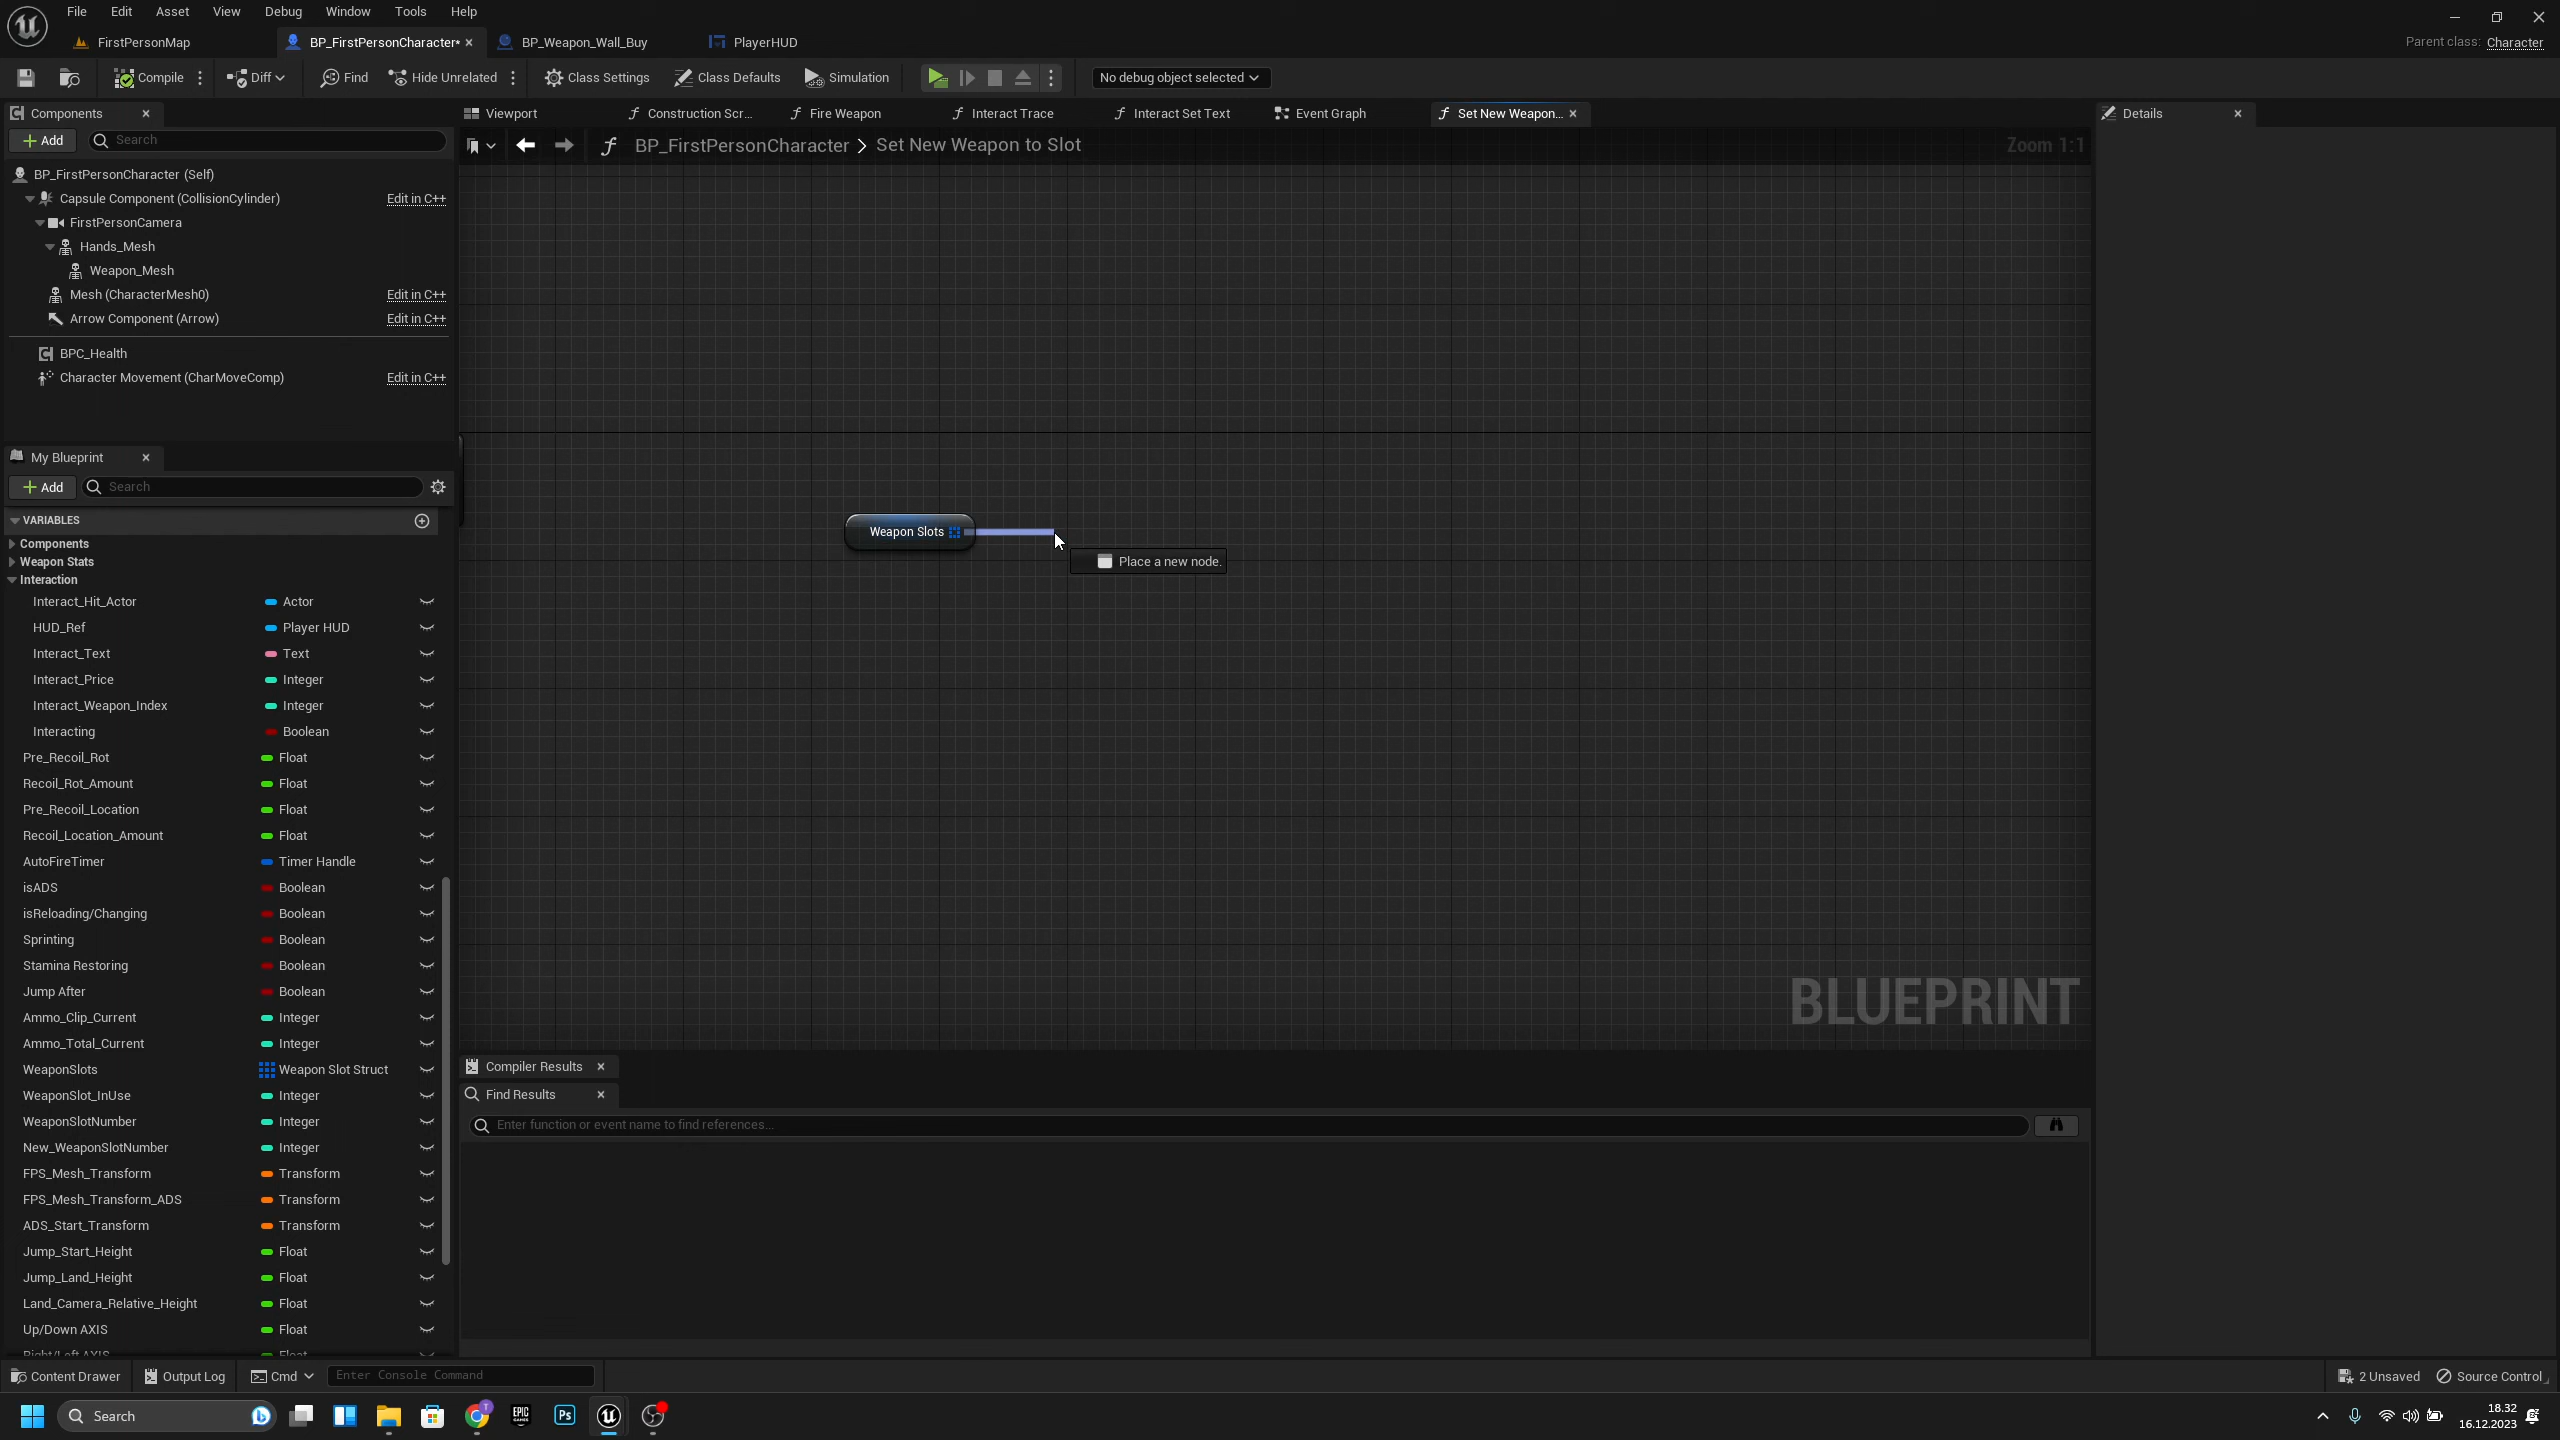 File Edit Asset View Debug Window Tools Help
FirstPersonMap BP_FirstPersonCharacter* BP_Weapon_Wall_Buy PlayerHUD
Parent class: Character
Compile Diff Find Hide Unrelated Class Settings Class Defaults Simulation No debug object selected
Components
Add Search
BP_FirstPersonCharacter (Self)
Capsule Component (CollisionCylinder) Edit in C++
FirstPersonCamera
Hands_Mesh
Weapon_Mesh
Mesh (CharacterMesh0) Edit in C++
Arrow Component (Arrow) Edit in C++
BPC_Health
Character Movement (CharMoveComp) Edit in C++
My Blueprint
Add Search
VARIABLES
Components
Weapon Stats
Interaction
Interact_Hit_Actor Actor
HUD_Ref Player HUD
Interact_Text Text
Interact_Price Integer
Interact_Weapon_Index Integer
Interacting Boolean
Pre_Recoil_Rot Float
Recoil_Rot_Amount Float
Pre_Recoil_Location Float
Recoil_Location_Amount Float
AutoFireTimer Timer Handle
isADS Boolean
isReloading/Changing Boolean
Sprinting Boolean
Stamina Restoring Boolean
Jump After Boolean
Ammo_Clip_Current Integer
Ammo_Total_Current Integer
WeaponSlots Weapon Slot Struct
WeaponSlot_InUse Integer
WeaponSlotNumber Integer
New_WeaponSlotNumber Integer
FPS_Mesh_Transform Transform
FPS_Mesh_Transform_ADS Transform
ADS_Start_Transform Transform
Jump_Start_Height Float
Jump_Land_Height Float
Land_Camera_Relative_Height Float
Up/Down AXIS Float
Right/Left AXIS Float
Viewport Construction Scr... Fire Weapon Interact Trace Interact Set Text Event Graph Set New Weapon...
BP_FirstPersonCharacter > Set New Weapon to Slot
Zoom 1:1
Weapon Slots
Place a new node.
BLUEPRINT
Compiler Results
Find Results
Enter function or event name to find references...
Details
Content Drawer Output Log Cmd Enter Console Command
2 Unsaved Source Control
Search
EPIC GAMES
Ps
T
18.32
16.12.2023